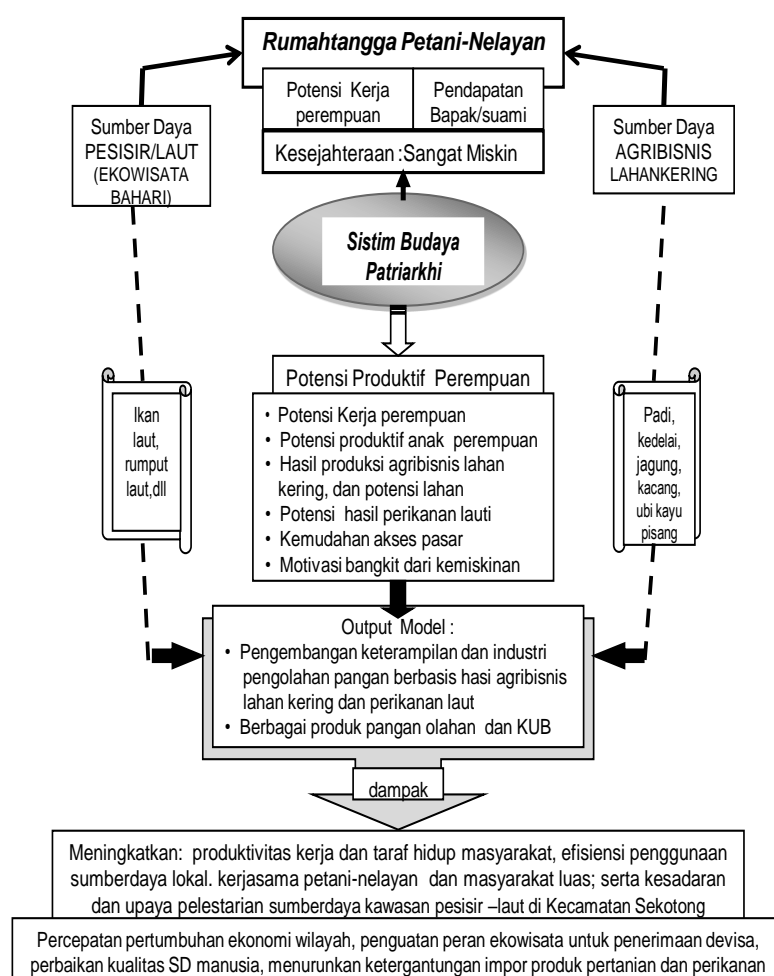 Rumahtangga Petani-Nelayan
Potensi Kerja
perempuan
Pendapatan
Bapak/suami
Kesejahteraan :Sangat Miskin
Sumber Daya
PESISIR/LAUT
(EKOWISATA
BAHARI)
Sumber Daya
AGRIBISNIS
LAHANKERING
Sistim Budaya
Patriarkhi
Ikan
laut,
rumput
laut,dll
Potensi Produktif Perempuan
• Potensi Kerja perempuan
• Potensi produktif anak perempuan
• Hasil produksi agribisnis lahan
kering, dan potensi lahan
• Potensi hasil perikanan lauti
• Kemudahan akses pasar
• Motivasi bangkit dari kemiskinan
Padi,
kedelai,
jagung,
kacang,
ubi kayu
pisang
Output Model :
• Pengembangan keterampilan dan industri
pengolahan pangan berbasis hasi agribisnis
lahan kering dan perikanan laut
• Berbagai produk pangan olahan dan KUB
dampak
Meningkatkan: produktivitas kerja dan taraf hidup masyarakat, efisiensi penggunaan
sumberdaya lokal. kerjasama petani-nelayan dan masyarakat luas; serta kesadaran
dan upaya pelestarian sumberdaya kawasan pesisir –laut di Kecamatan Sekotong
Percepatan pertumbuhan ekonomi wilayah, penguatan peran ekowisata untuk penerimaan devisa,
perbaikan kualitas SD manusia, menurunkan ketergantungan impor produk pertanian dan perikanan